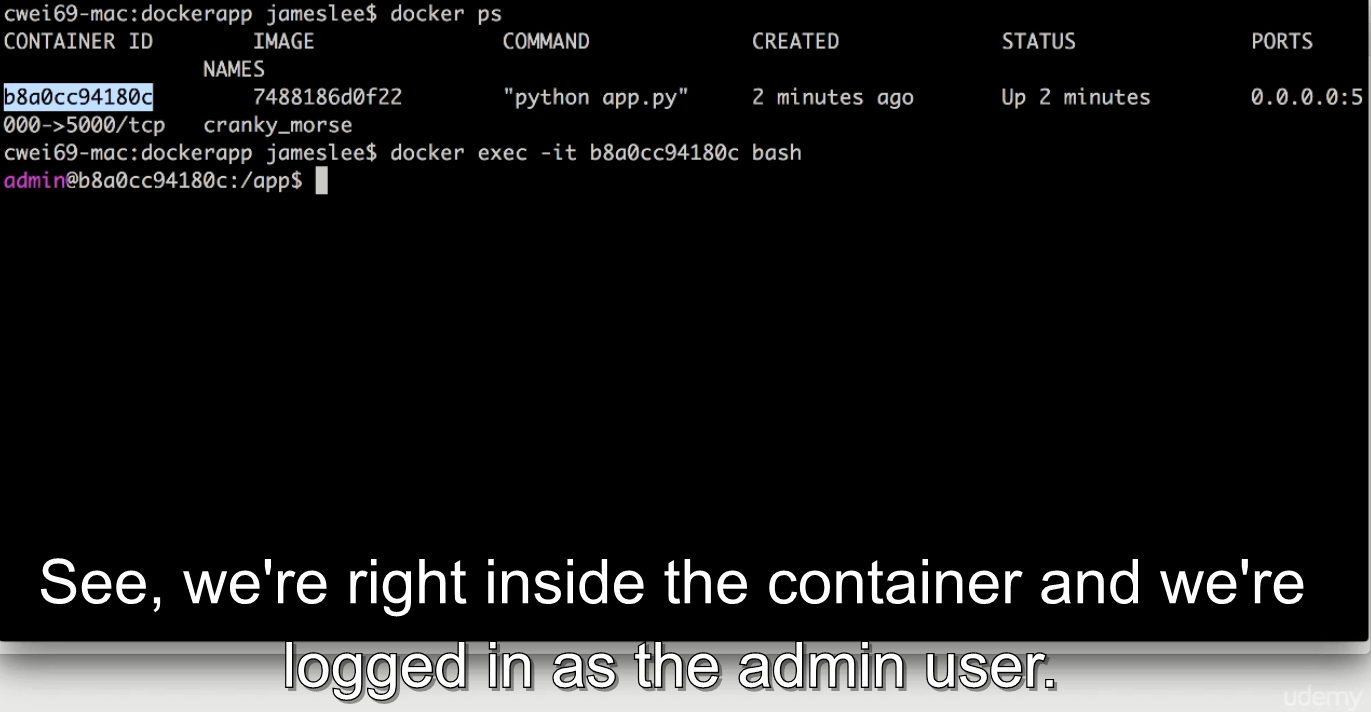 cwei69-mac:dockerapp jameslee$ docker ps
CONTAINER ID        IMAGE               COMMAND             CREATED             STATUS              PORTS
                NAMES
b8a0cc94180c        7488186d0f22        "python app.py"     2 minutes ago       Up 2 minutes        0.0.0.0:5
000->5000/tcp   cranky_morse
cwei69-mac:dockerapp jameslee$ docker exec -it b8a0cc94180c bash
admin@b8a0cc94180c:/app$
See, we're right inside the container and we're
logged in as the admin user.
udemy